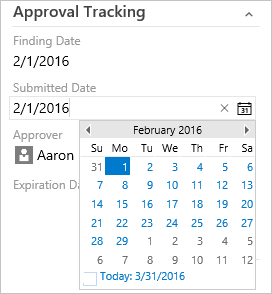 Approval Tracking
Finding Date
2/1/2016
Submitted Date
2/1/2016
February 2016
Su Mo Tu We Th Fr Sa
31 1 2 3 4 5 6
7 8 9 10 11 12 13
14 15 16 17 18 19 20
21 22 23 24 25 26 27
28 29 1 2 3 4 5
6 7 8 9 10 11 12
Today: 3/31/2016
Approver
Aaron
Expiration